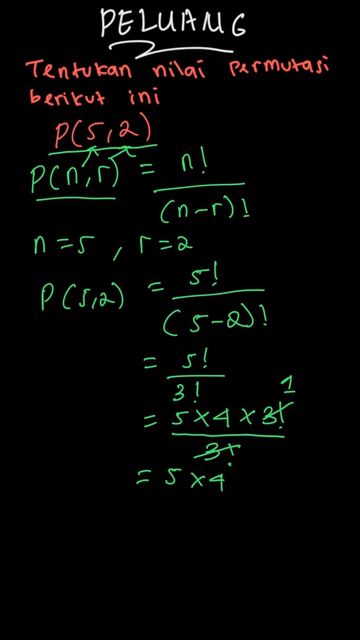 PELUANG
Tentukan nilai permutasi
berikut ini
P(5,2)
P(n,r) = n!
(n-r)!
n=5, r=2
P(5,2) = 5!
(5-2)!
= 5!
3!
1
= 5×4×3!
3!
= 5×4